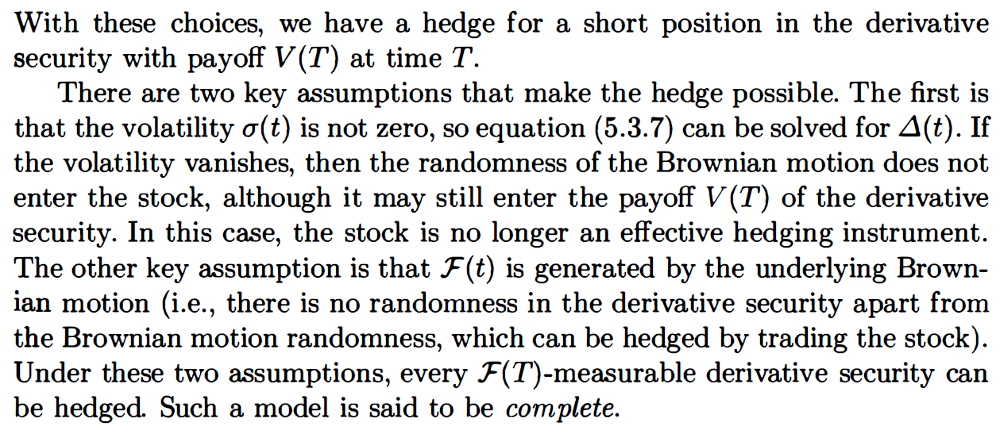 With these choices, we have a hedge for a short position in the derivative
security with payoff V(T) at time T.
There are two key assumptions that make the hedge possible. The first is
that the volatility σ(t) is not zero, so equation (5.3.7) can be solved for Δ(t). If
the volatility vanishes, then the randomness of the Brownian motion does not
enter the stock, although it may still enter the payoff V(T) of the derivative
security. In this case, the stock is no longer an effective hedging instrument.
The other key assumption is that ℱ(t) is generated by the underlying Brown-
ian motion (i.e., there is no randomness in the derivative security apart from
the Brownian motion randomness, which can be hedged by trading the stock).
Under these two assumptions, every ℱ(T)-measurable derivative security can
be hedged. Such a model is said to be complete.